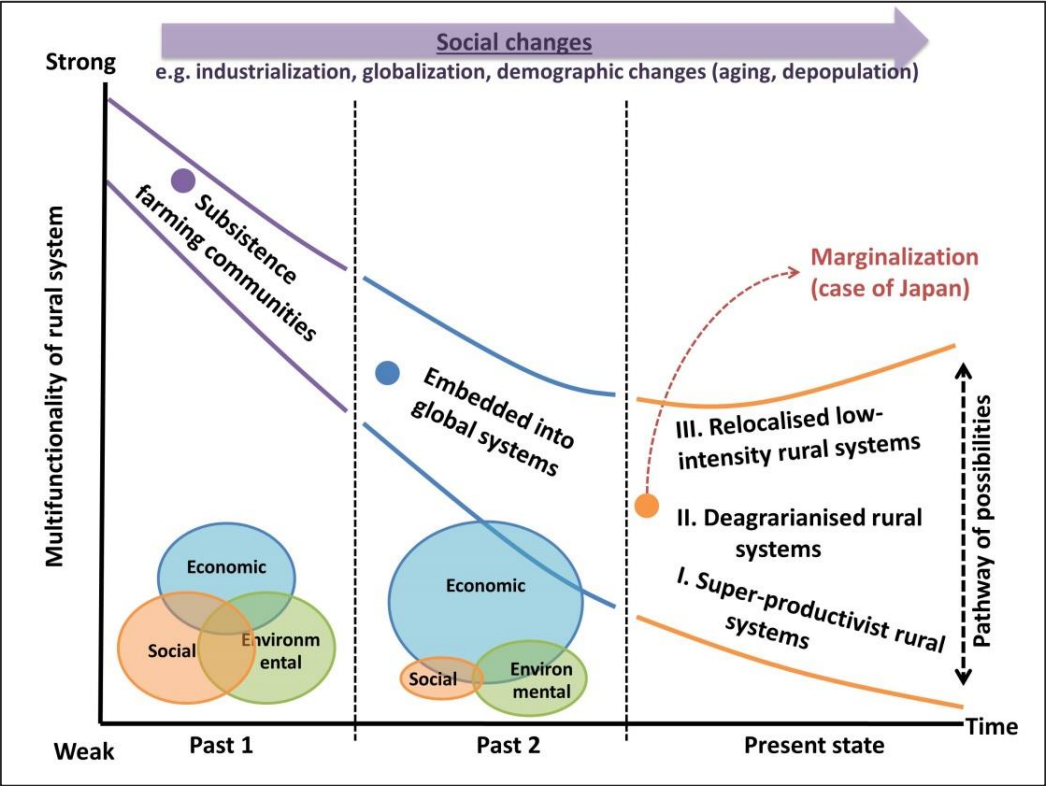 Social changes
Strong
e.g. industrialization, globalization, demographic changes (aging, depopulation)
Multifunctionality of rural system
Subsistence
farming communities
Embedded into
global systems
Marginalization
(case of Japan)
III. Relocalised low-
intensity rural systems
II. Deagrarianised rural
systems
I. Super-productivist rural
systems
Pathway of possibilities
Economic
Social
Environm
ental
Economic
Social
Environ
mental
Time
Weak
Past 1
Past 2
Present state